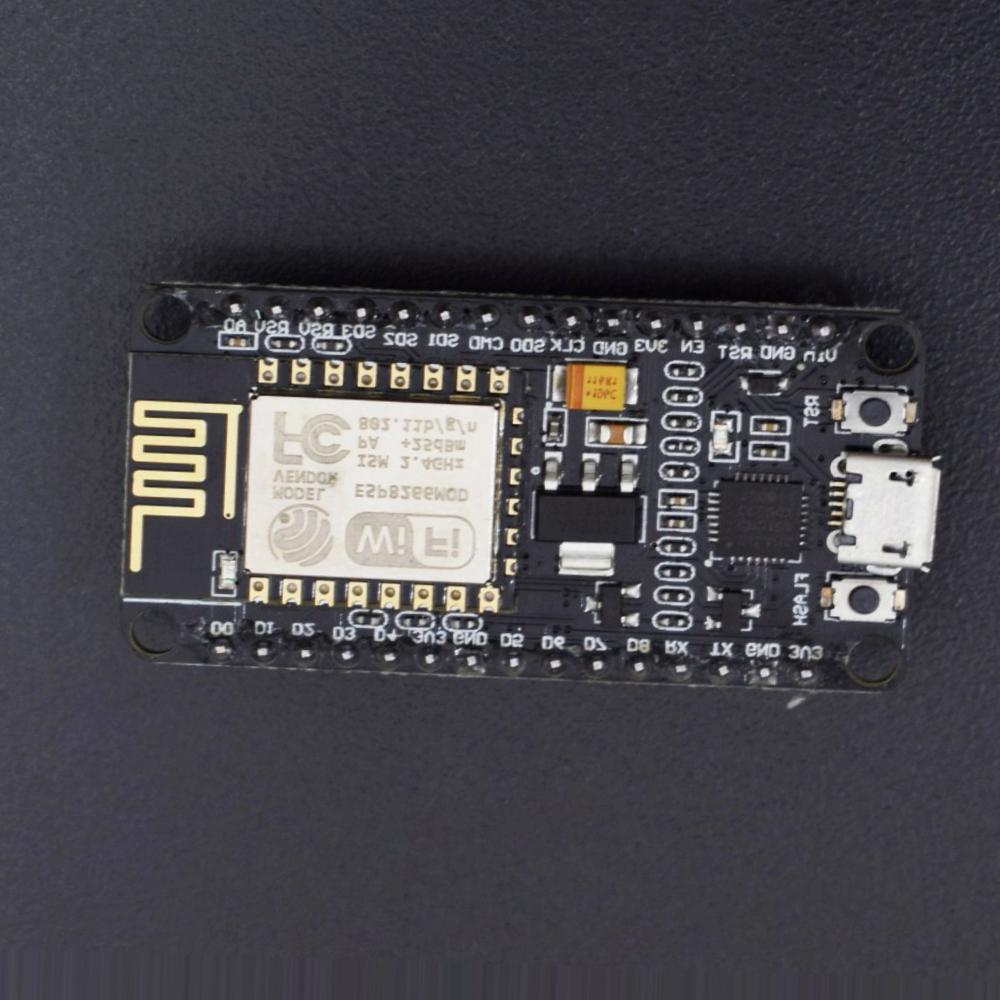 D0 D1 D2 D3 D4 3V3 GND D5 D6 D7 D8 RX TX GND 3V3
FLASH
WiFi
MODEL ESP8266MOD
VENDOR ISM 2.4GHz
PA +25dBm
802.11b/g/n
FC
RST
A0 RSV RSV SD3 SD2 SD1 CMD SD0 CLK GND 3V3 EN RST GND Vin